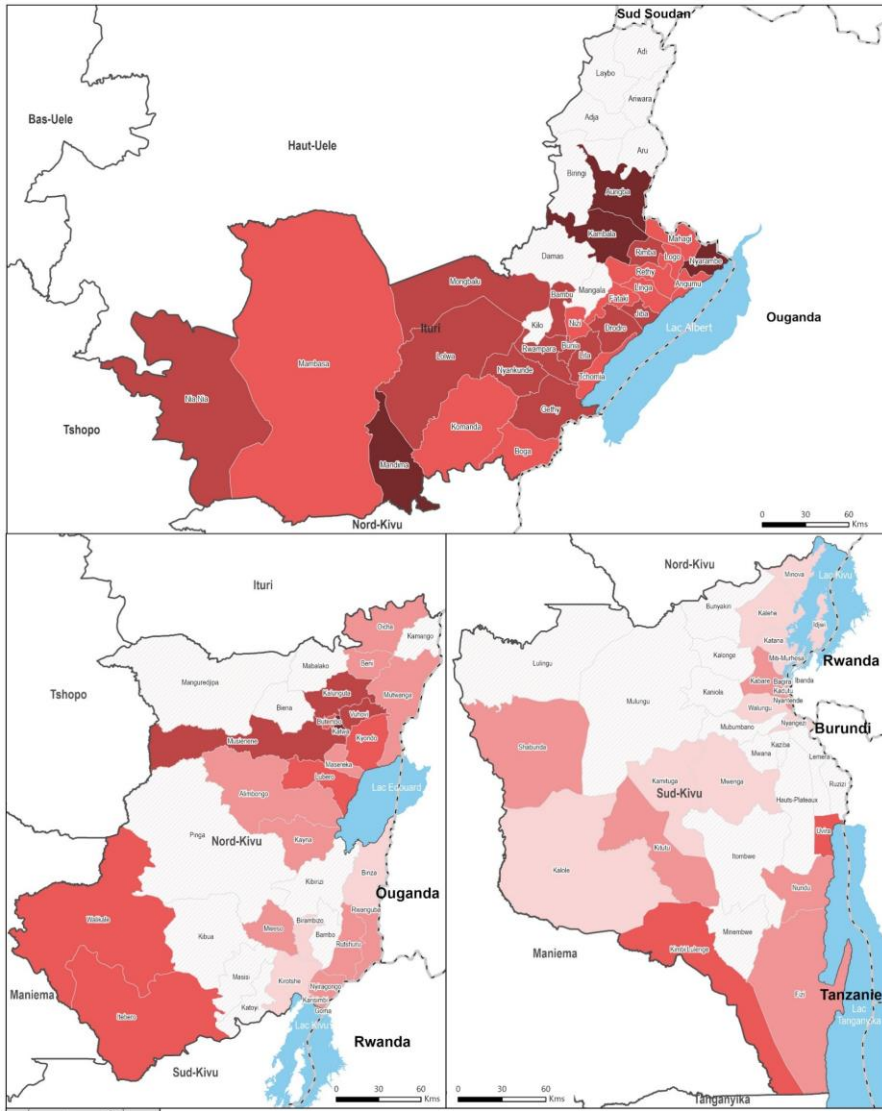 Sud Soudan
Adi
Laybo
Anwara
Bas-Uele
Adja
Haut-Uele
Aru
Biringi
Aungba
Kambala
Mahagi
Rimba
Logo
Nyarambe
Damas
Rethy
Mongbalu
Mangala
Linga
Angumu
Bambu
Fataki
Ouganda
Jiba
Kilo
Nizi
Drodro
Ituri
Lac Albert
Rwampara
Bunia
Lita
Lolwa
Mambasa
Nyankunde
Tchomia
Nia-Nia
Gethy
Tshopo
Komanda
Mandima
Boga
Nord-Kivu
0 30 60
Kms
Ituri
Oicha
Kamango
Mabalako
Beni
Tshopo
Manguredjipa
Kalunguta
Mutwanga
Biena
Vuhovi
Butembo
Katwa
Musienene
Kyondo
Masereka
Lubero
Lac Edouard
Alimbongo
Pinga
Nord-Kivu
Kayna
Binza
Kibirizi
Ouganda
Walikale
Rwanguba
Birambizo
Mweso
Bambo
Kibua
Rutshuru
Masisi
Kirotshe
Nyiragongo
Maniema
Itebero
Karisimbi
Katoyi
Goma
Lac Kivu
Rwanda
Sud-Kivu
0 30 60
Kms
Nord-Kivu
Minova
Lac Kivu
Bunyakiri
Kalehe
Idjwi
Katana
Lulingu
Kalonge
Miti-Murhesa
Rwanda
Kabare
Bagira
Ibanda
Kadutu
Kaniola
Nyantende
Mulungu
Walungu
Nyangezi
Mubumbano
Burundi
Shabunda
Kaziba
Mwana
Lemera
Kamituga
Mwenga
Sud-Kivu
Hauts-Plateaux
Ruzizi
Uvira
Kitutu
Itombwe
Kalole
Nundu
Minembwe
Kimbi Lulenge
Maniema
Fizi
Tanzanie
Lac
Tanganyika
0 30 60
Kms
Tanganyika